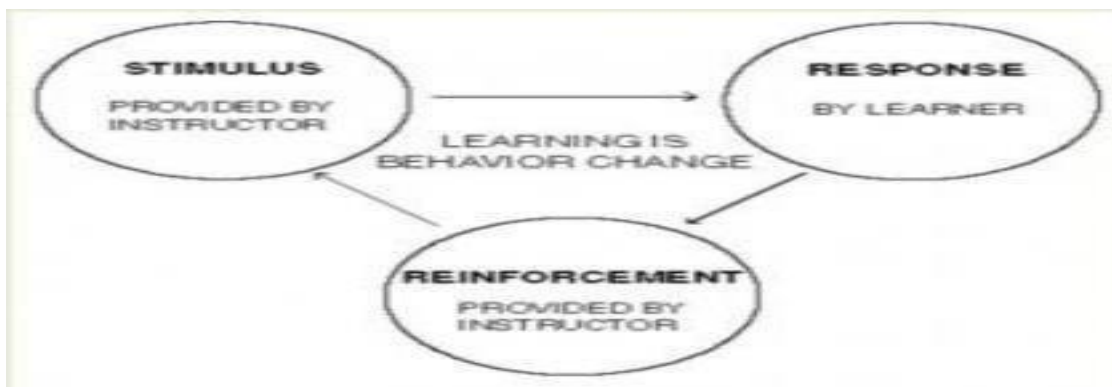 STIMULUS
PROVIDED BY
INSTRUCTOR
RESPONSE
BY LEARNER
LEARNING IS
BEHAVIOR CHANGE
REINFORCEMENT
PROVIDED BY
INSTRUCTOR